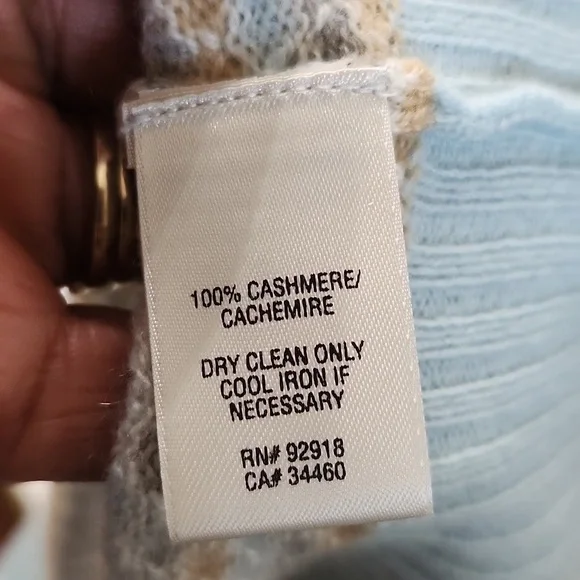 100% CASHMERE/
CACHEMIRE
DRY CLEAN ONLY
COOL IRON IF
NECESSARY
RN# 92918
CA# 34460